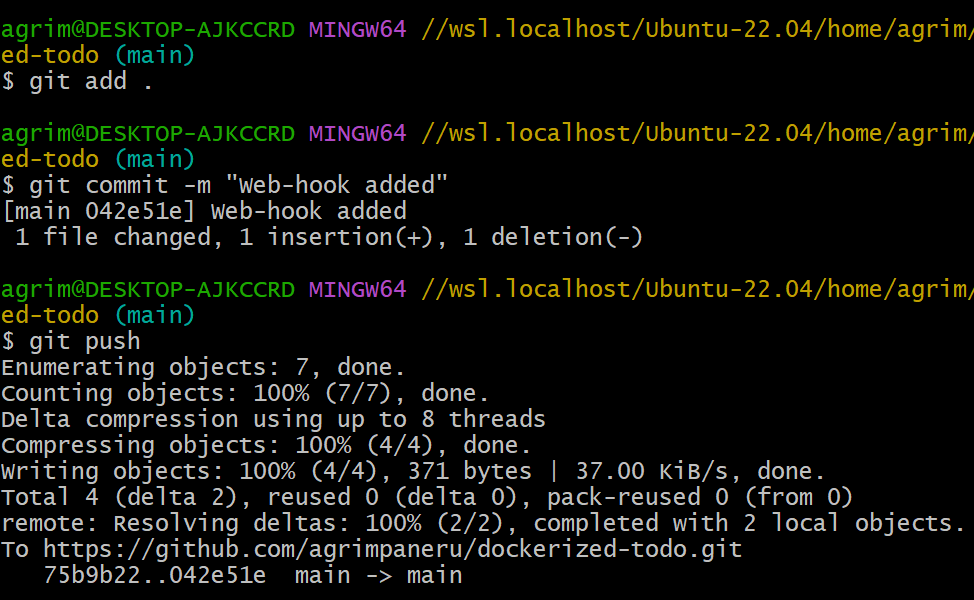 agrim@DESKTOP-AJKCCRD MINGW64 //wsl.localhost/Ubuntu-22.04/home/agrim/
ed-todo (main)
$ git add .
agrim@DESKTOP-AJKCCRD MINGW64 //wsl.localhost/Ubuntu-22.04/home/agrim/
ed-todo (main)
$ git commit -m "Web-hook added"
[main 042e51e] Web-hook added
 1 file changed, 1 insertion(+), 1 deletion(-)
agrim@DESKTOP-AJKCCRD MINGW64 //wsl.localhost/Ubuntu-22.04/home/agrim/
ed-todo (main)
$ git push
Enumerating objects: 7, done.
Counting objects: 100% (7/7), done.
Delta compression using up to 8 threads
Compressing objects: 100% (4/4), done.
Writing objects: 100% (4/4), 371 bytes | 37.00 KiB/s, done.
Total 4 (delta 2), reused 0 (delta 0), pack-reused 0 (from 0)
remote: Resolving deltas: 100% (2/2), completed with 2 local objects.
To https://github.com/agrimpaneru/dockerized-todo.git
   75b9b22..042e51e  main -> main